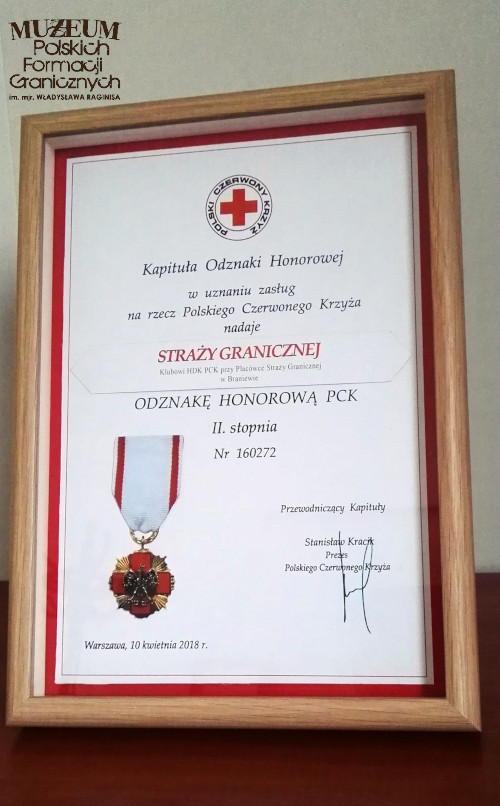 MUZEUM
Polskich
Formacji
Granicznych
im. mjr. WŁADYSŁAWA RAGINISA
POLSKI CZERWONY KRZYŻ
Kapituła Odznaki Honorowej
w uznaniu zasług
na rzecz Polskiego Czerwonego Krzyża
nadaje
STRAŻY GRANICZNEJ
Klubowi HDK PCK przy Placówce Straży Granicznej
w Braniewie
ODZNAKĘ HONOROWĄ PCK
II. stopnia
Nr 160272
Przewodniczący Kapituły
Stanisław Kracik
Prezes
Polskiego Czerwonego Krzyża
Warszawa, 10 kwietnia 2018 r.